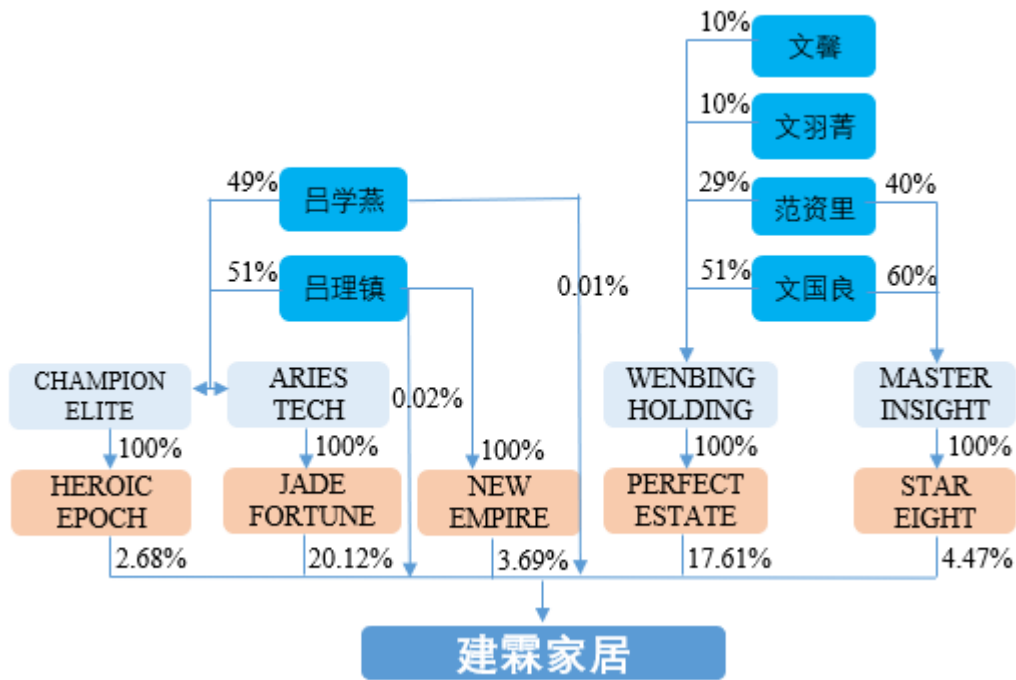 10%
文馨
10%
文羽菁
49%
吕学燕
29%
范资里
40%
51%
吕理镇
0.01%
51%
文国良
60%
CHAMPION
ELITE
ARIES
TECH
0.02%
WENBING
HOLDING
MASTER
INSIGHT
100%
100%
100%
100%
100%
HEROIC
EPOCH
JADE
FORTUNE
NEW
EMPIRE
PERFECT
ESTATE
STAR
EIGHT
2.68%
20.12%
3.69%
17.61%
4.47%
建霖家居